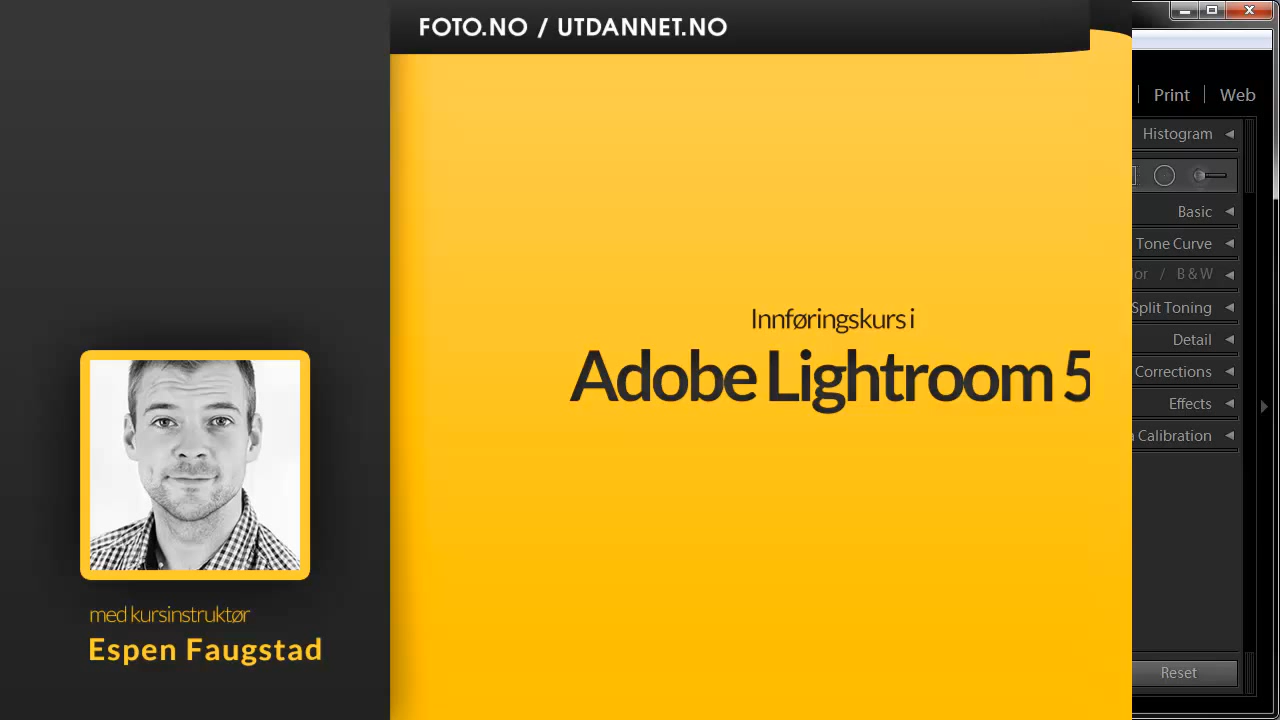 FOTO.NO / UTDANNET.NO
Innføringskurs i
Adobe Lightroom 5
med kursinstruktør
Espen Faugstad
Print
Web
Histogram
Basic
Tone Curve
/ B & W
Split Toning
Detail
Corrections
Effects
Calibration
Reset